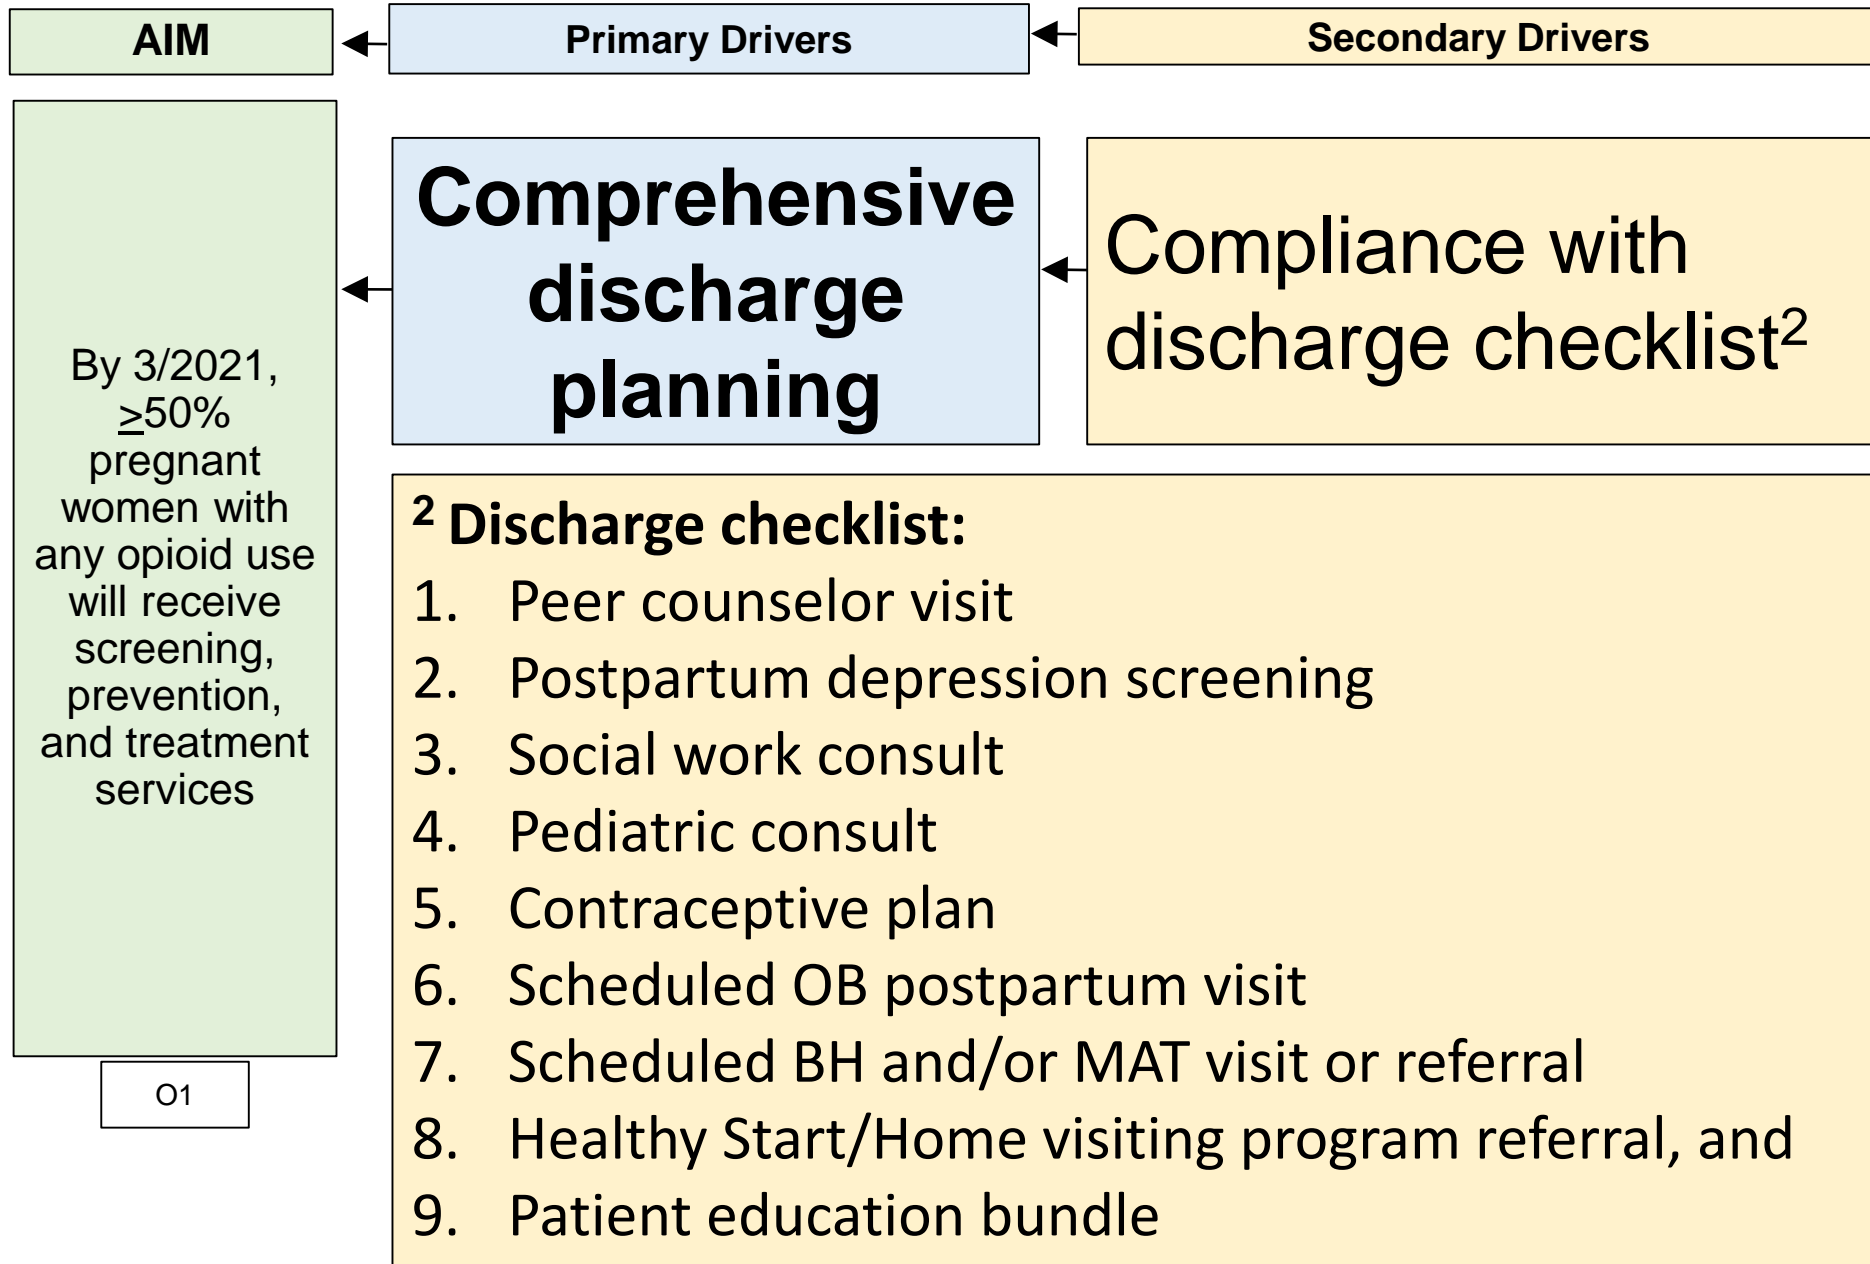 AIM
Primary Drivers
Secondary Drivers
By 3/2021,
≥50%
pregnant
women with
any opioid use
will receive
screening,
prevention,
and treatment
services
O1
Comprehensive
discharge
planning
Compliance with
discharge checklist²
² Discharge checklist:
1. Peer counselor visit
2. Postpartum depression screening
3. Social work consult
4. Pediatric consult
5. Contraceptive plan
6. Scheduled OB postpartum visit
7. Scheduled BH and/or MAT visit or referral
8. Healthy Start/Home visiting program referral, and
9. Patient education bundle